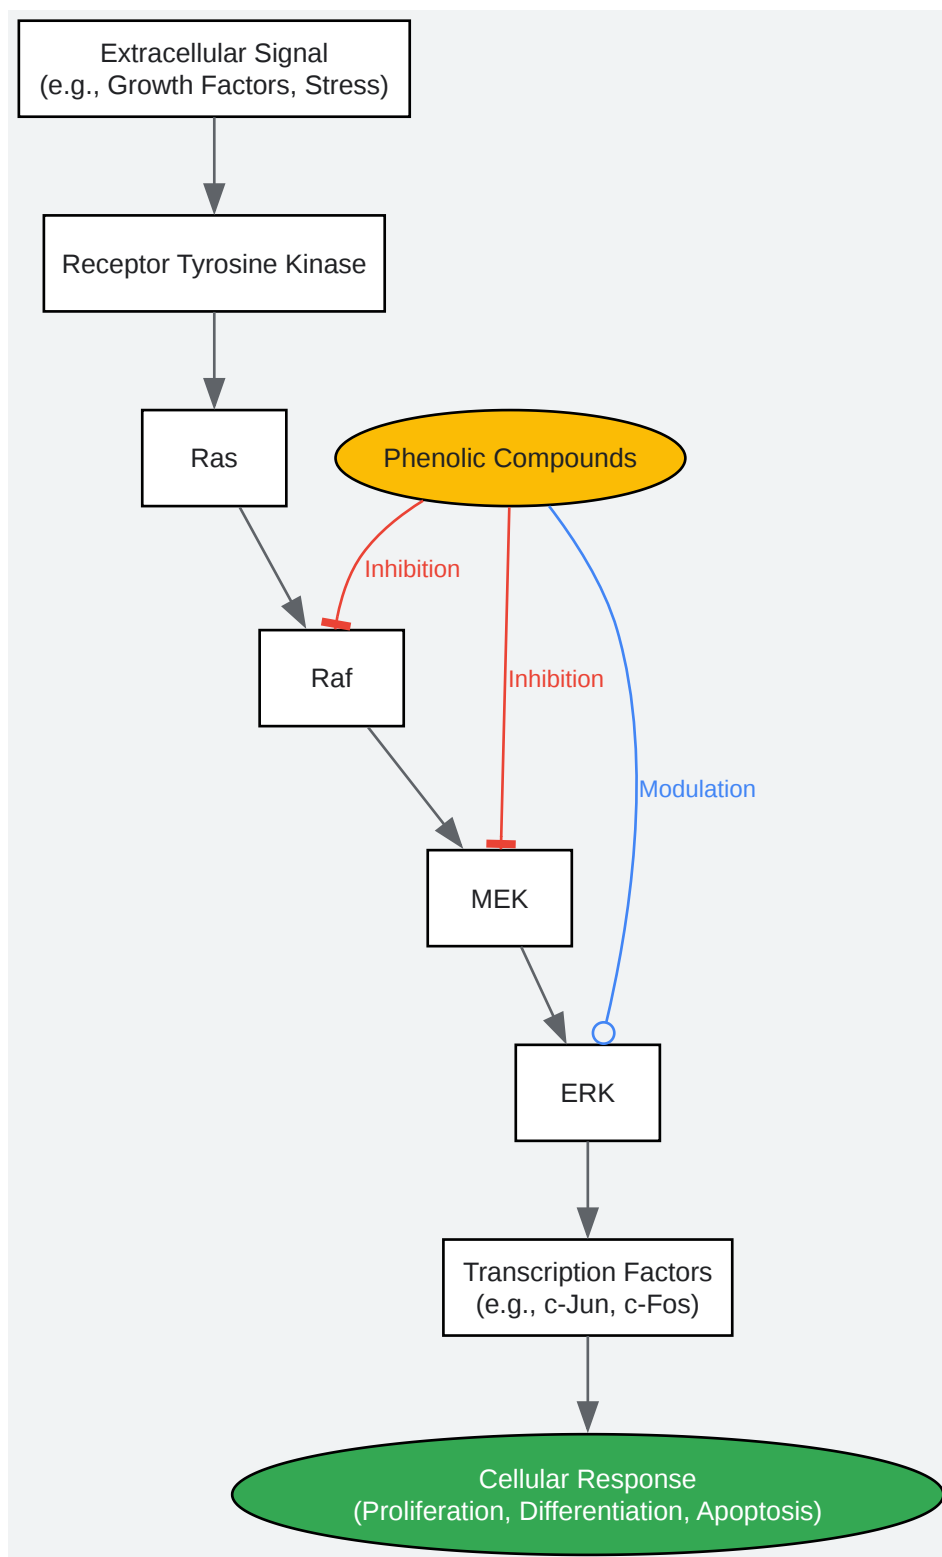 Extracellular Signal
(e.g., Growth Factors, Stress)
Receptor Tyrosine Kinase
Ras
Phenolic Compounds
Inhibition
Raf
Inhibition
Modulation
MEK
ERK
Transcription Factors
(e.g., c-Jun, c-Fos)
Cellular Response
(Proliferation, Differentiation, Apoptosis)